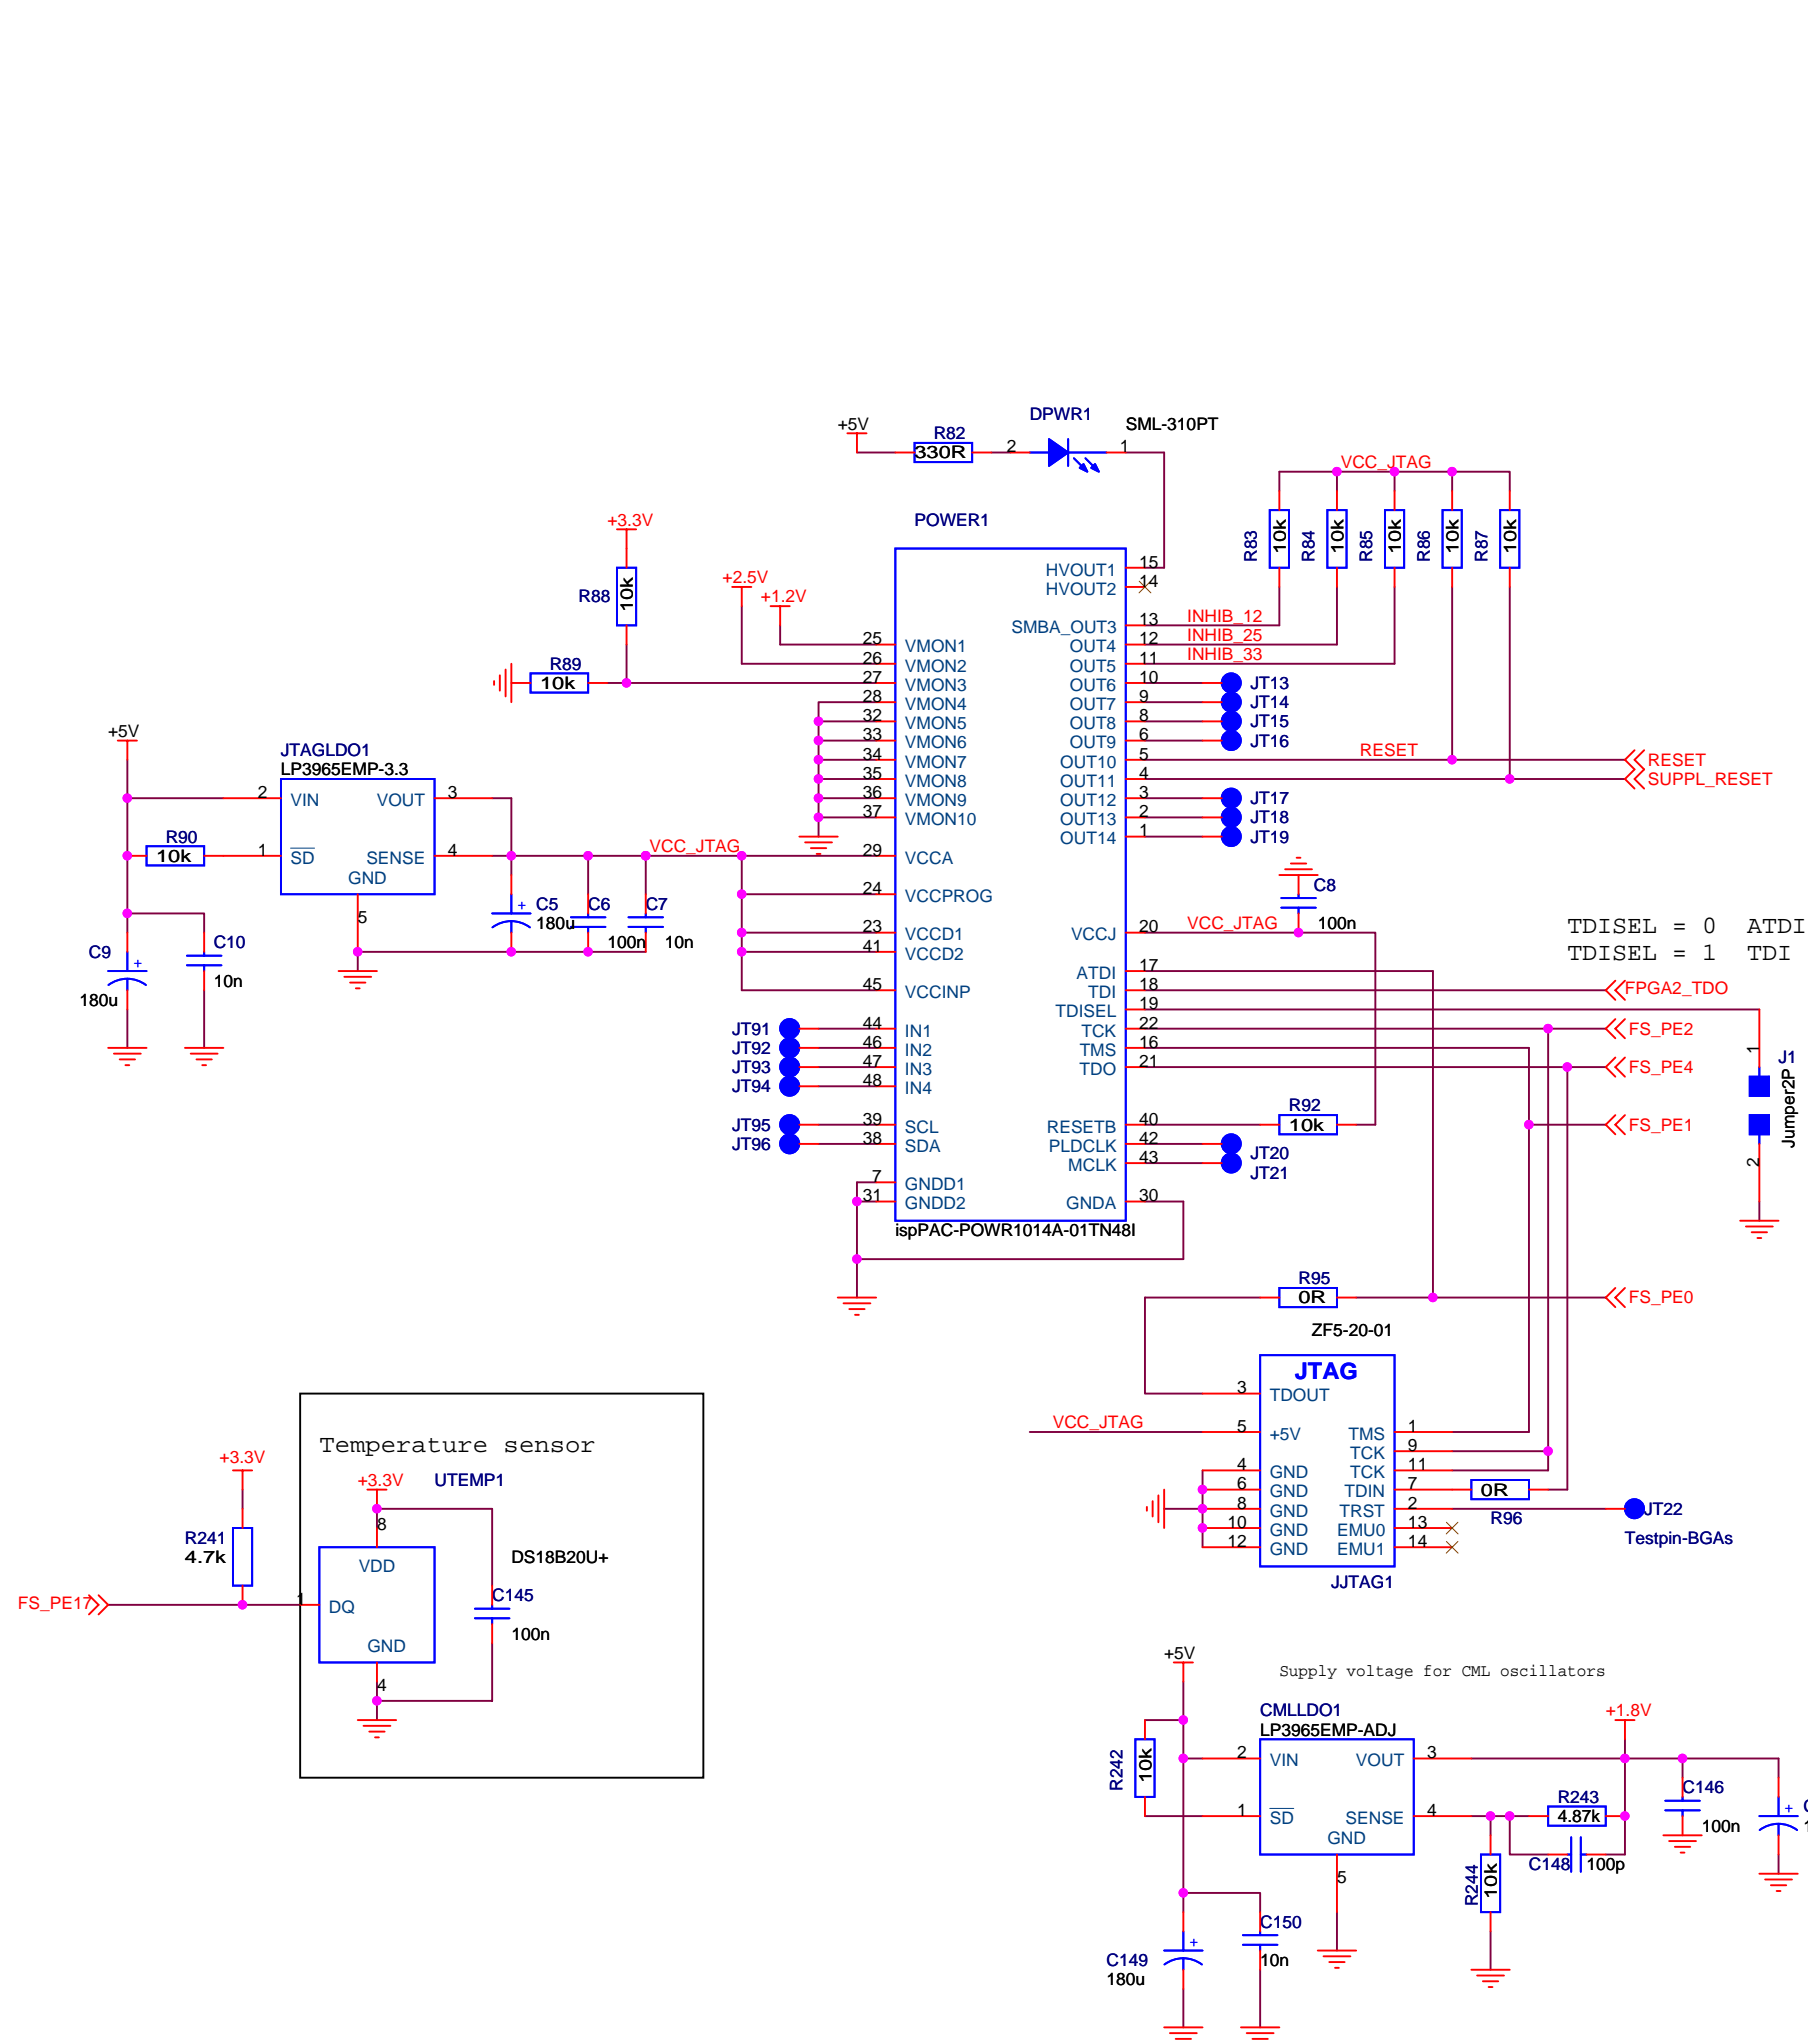 DPWR1
SML-310PT
+5V
R82
330R
2
1
VCC_JTAG
R83
10k
R84
10k
R85
10k
R86
10k
R87
10k
+3.3V
R88
10k
POWER1
+2.5V
+1.2V
R89
10k
HVOUT1
15
HVOUT2
14
SMBA_OUT3
13
INHIB_12
OUT4
12
INHIB_25
OUT5
11
INHIB_33
OUT6
10
JT13
OUT7
9
JT14
OUT8
8
JT15
OUT9
6
JT16
OUT10
5
RESET
RESET
OUT11
4
SUPPL_RESET
OUT12
3
JT17
OUT13
2
JT18
OUT14
1
JT19
25
VMON1
26
VMON2
27
VMON3
28
VMON4
32
VMON5
33
VMON6
34
VMON7
35
VMON8
36
VMON9
37
VMON10
29
VCCA
24
VCCPROG
23
VCCD1
41
VCCD2
45
VCCINP
+5V
JTAGLDO1
LP3965EMP-3.3
2
VIN
VOUT
3
R90
10k
1
SD
SENSE
4
GND
5
VCC_JTAG
C5
180u
C6
100n
C7
10n
C9
180u
C10
10n
C8
100n
VCCJ
20
VCC_JTAG
TDISEL = 0 ATDI
TDISEL = 1 TDI
ATDI
17
TDI
18
FPGA2_TDO
TDISEL
19
TCK
22
FS_PE2
TMS
16
TDO
21
FS_PE4
FS_PE1
1
J1
Jumper2P
2
JT91
44
IN1
JT92
46
IN2
JT93
47
IN3
JT94
48
IN4
JT95
39
SCL
JT96
38
SDA
RESETB
40
R92
10k
PLDCLK
42
JT20
MCLK
43
JT21
7
GNDD1
31
GNDD2
GNDA
30
ispPAC-POWR1014A-01TN48I
R95
0R
FS_PE0
ZF5-20-01
JTAG
3
TDOUT
VCC_JTAG
5
+5V
TMS
1
TCK
9
4
GND
TCK
11
6
GND
TDIN
7
0R
R96
8
GND
TRST
2
JT22
10
GND
EMU0
13
12
GND
EMU1
14
Testpin-BGAs
JJTAG1
Temperature sensor
+3.3V
UTEMP1
8
+3.3V
R241
4.7k
VDD
DS18B20U+
C145
100n
FS_PE17
1
DQ
GND
4
Supply voltage for CML oscillators
+5V
CMLLDO1
LP3965EMP-ADJ
+1.8V
R242
10k
2
VIN
VOUT
3
1
SD
SENSE
4
GND
5
R243
4.87k
C148
100p
R244
10k
C146
100n
C149
180u
C150
10n